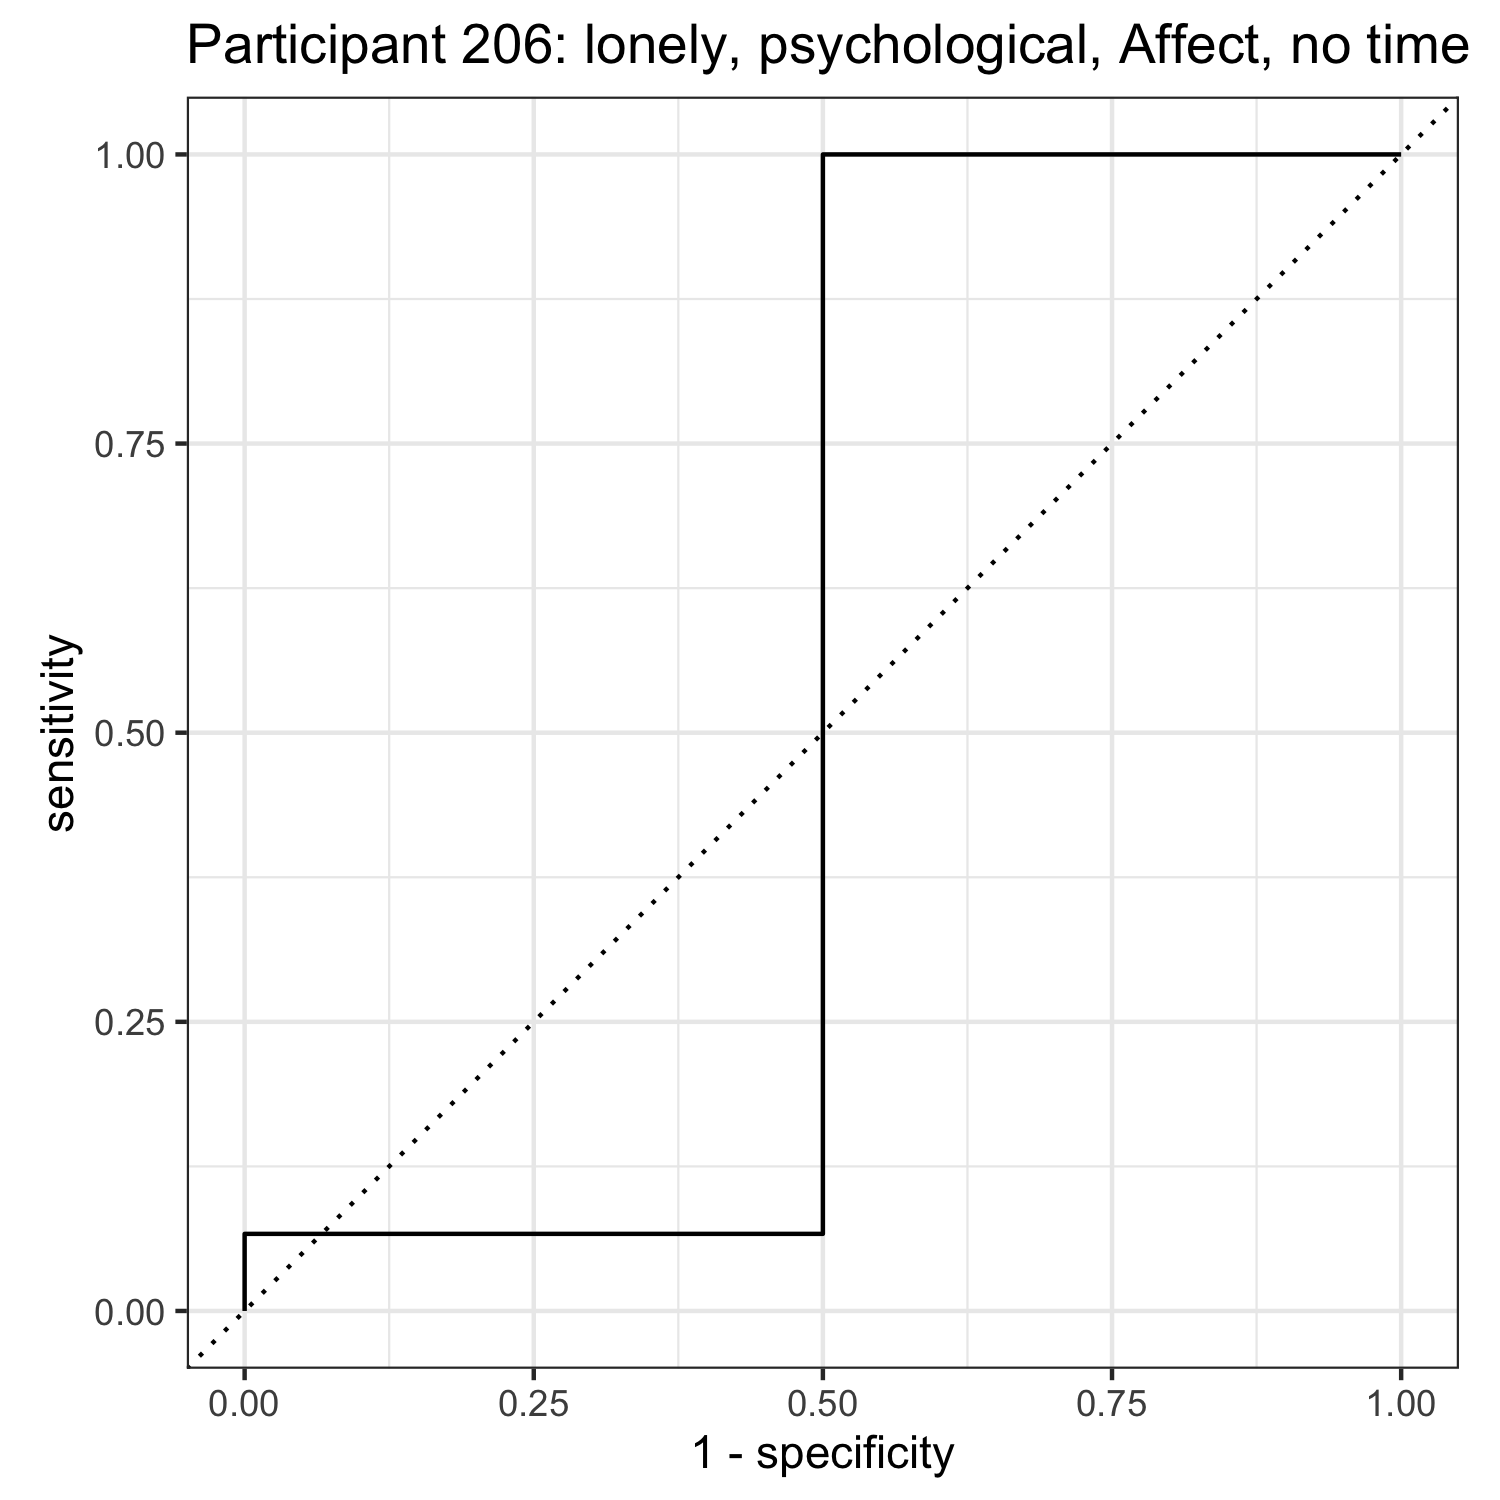 Participant 206: lonely, psychological, Affect, no time
1.00
0.75
0.50
0.25
0.00
sensitivity
0.00 0.25 0.50 0.75 1.00
1 - specificity